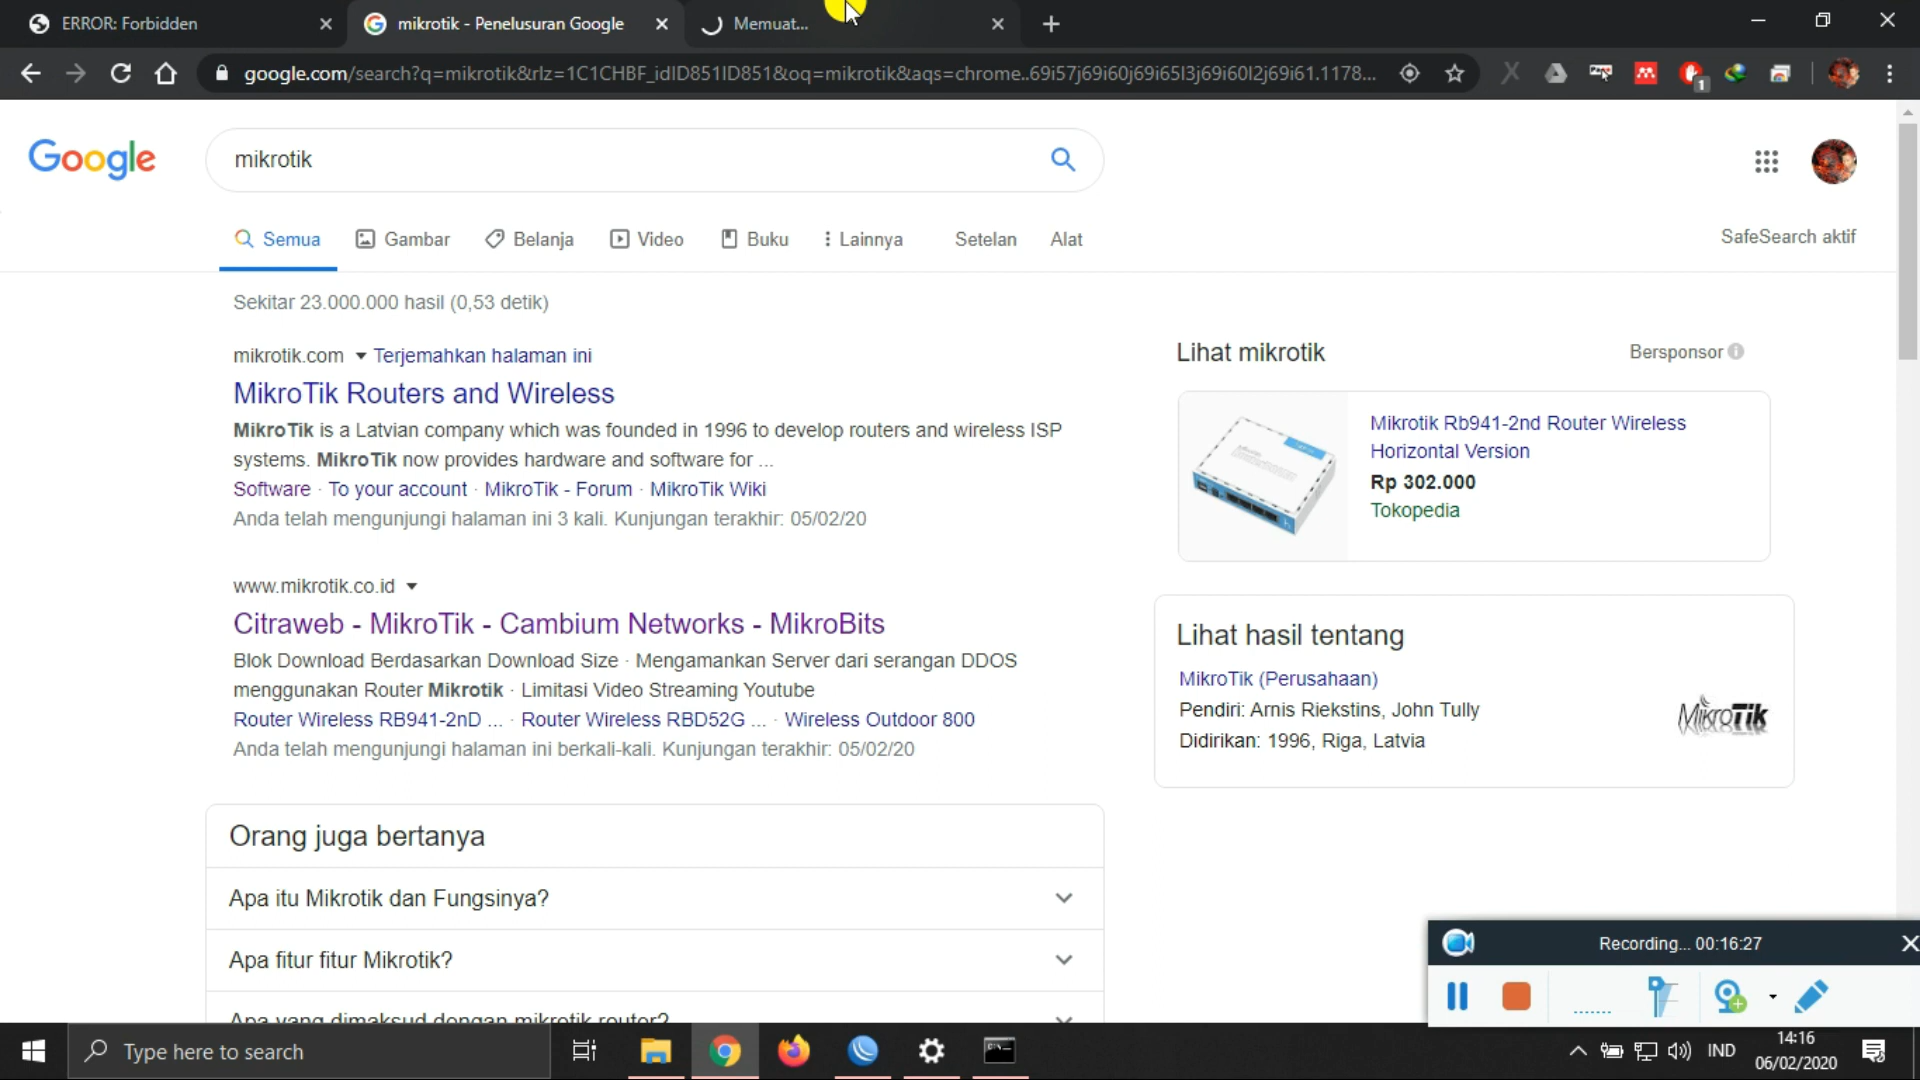 ERROR: Forbidden
mikrotik - Penelusuran Google
Memuat...
google.com/search?q=mikrotik&rlz=1C1CHBF_idID851ID851&oq=mikrotik&aqs=chrome..69i57j69i60j69i65l3j69i60l2j69i61.1178...
1
Google
mikrotik
Semua
Gambar
Belanja
Video
Buku
Lainnya
Setelan
Alat
SafeSearch aktif
Sekitar 23.000.000 hasil (0,53 detik)
mikrotik.com Terjemahkan halaman ini
MikroTik Routers and Wireless
MikroTik is a Latvian company which was founded in 1996 to develop routers and wireless ISP
systems. MikroTik now provides hardware and software for ...
Software · To your account · MikroTik - Forum · MikroTik Wiki
Anda telah mengunjungi halaman ini 3 kali. Kunjungan terakhir: 05/02/20
www.mikrotik.co.id
Citraweb - MikroTik - Cambium Networks - MikroBits
Blok Download Berdasarkan Download Size · Mengamankan Server dari serangan DDOS
menggunakan Router Mikrotik · Limitasi Video Streaming Youtube
Router Wireless RB941-2nD ... · Router Wireless RBD52G ... · Wireless Outdoor 800
Anda telah mengunjungi halaman ini berkali-kali. Kunjungan terakhir: 05/02/20
Orang juga bertanya
Apa itu Mikrotik dan Fungsinya?
Apa fitur fitur Mikrotik?
Apa yang dimaksud dengan mikrotik router?
Lihat mikrotik
Bersponsor
Mikrotik Rb941-2nd Router Wireless
Horizontal Version
Rp 302.000
Tokopedia
Lihat hasil tentang
MikroTik (Perusahaan)
Pendiri: Arnis Riekstins, John Tully
Didirikan: 1996, Riga, Latvia
MikroTik
Recording... 00:16:27
Type here to search
IND
14:16
06/02/2020